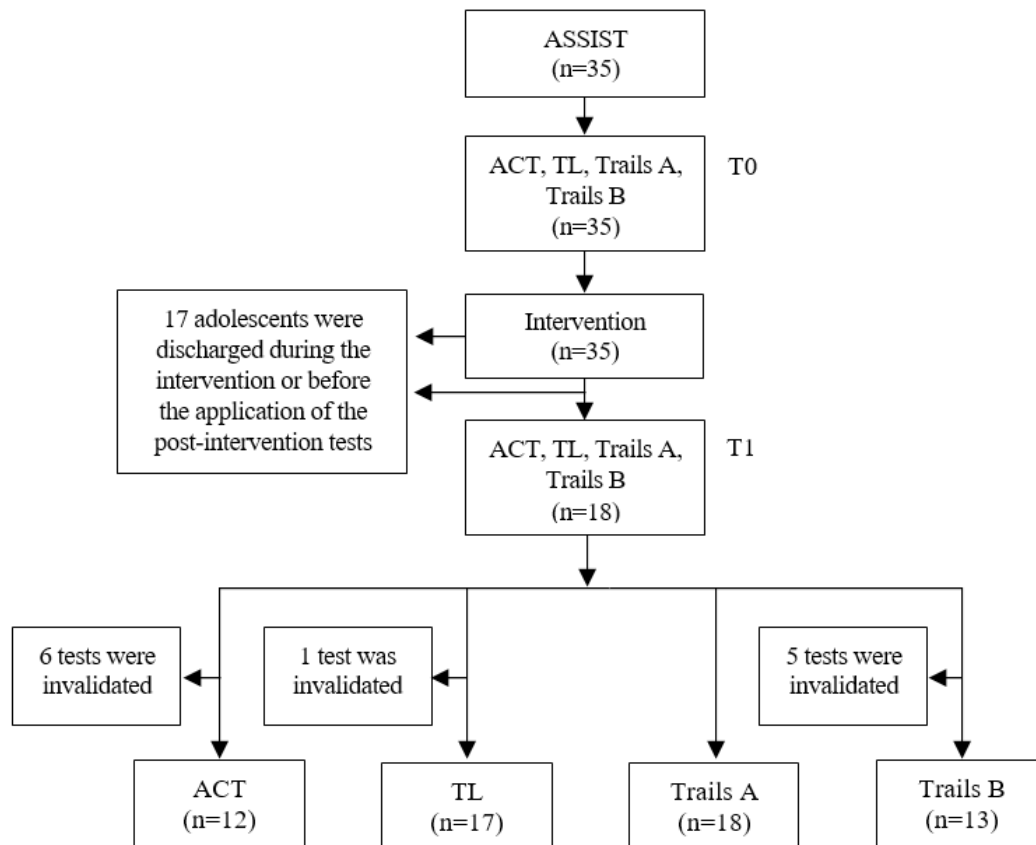 ASSIST
(n=35)
ACT, TL, Trails A,
Trails B
(n=35)
T0
Intervention
(n=35)
17 adolescents were
discharged during the
intervention or before
the application of the
post-intervention tests
ACT, TL, Trails A,
Trails B
(n=18)
T1
6 tests were
invalidated
1 test was
invalidated
5 tests were
invalidated
ACT
(n=12)
TL
(n=17)
Trails A
(n=18)
Trails B
(n=13)